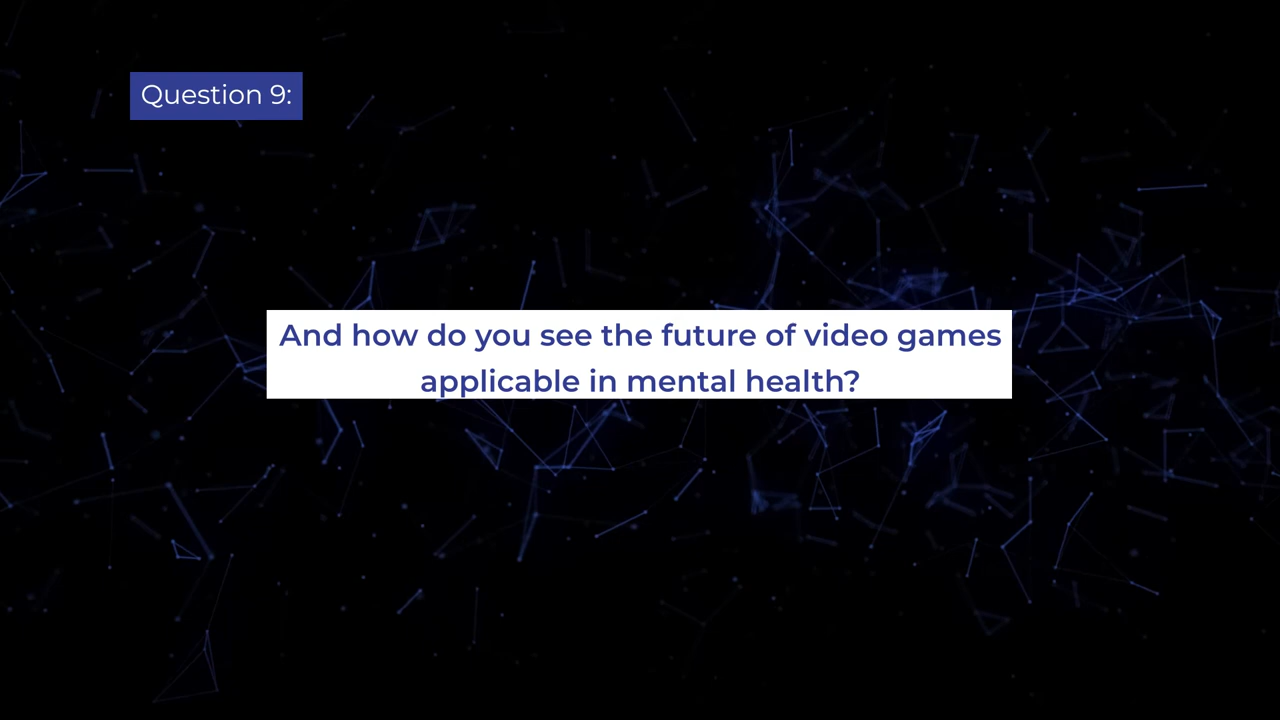 Question 9:
And how do you see the future of video games
applicable in mental health?